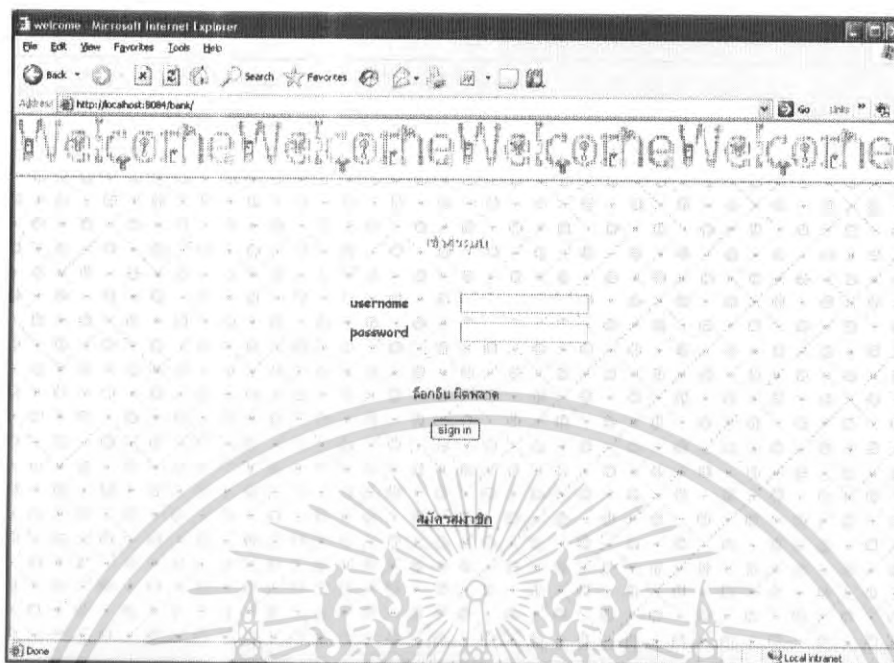 welcome - Microsoft Internet Explorer
File Edit View Favorites Tools Help
Back Search Favorites
Address http://localhost:8084/bank/ Go Links »
WelcomeWelcomeWelcomeWelcome
เข้าสู่ระบบ
username
password
ล็อกอิน ผิดพลาด
sign in
สมัครสมาชิก
Done Local intranet